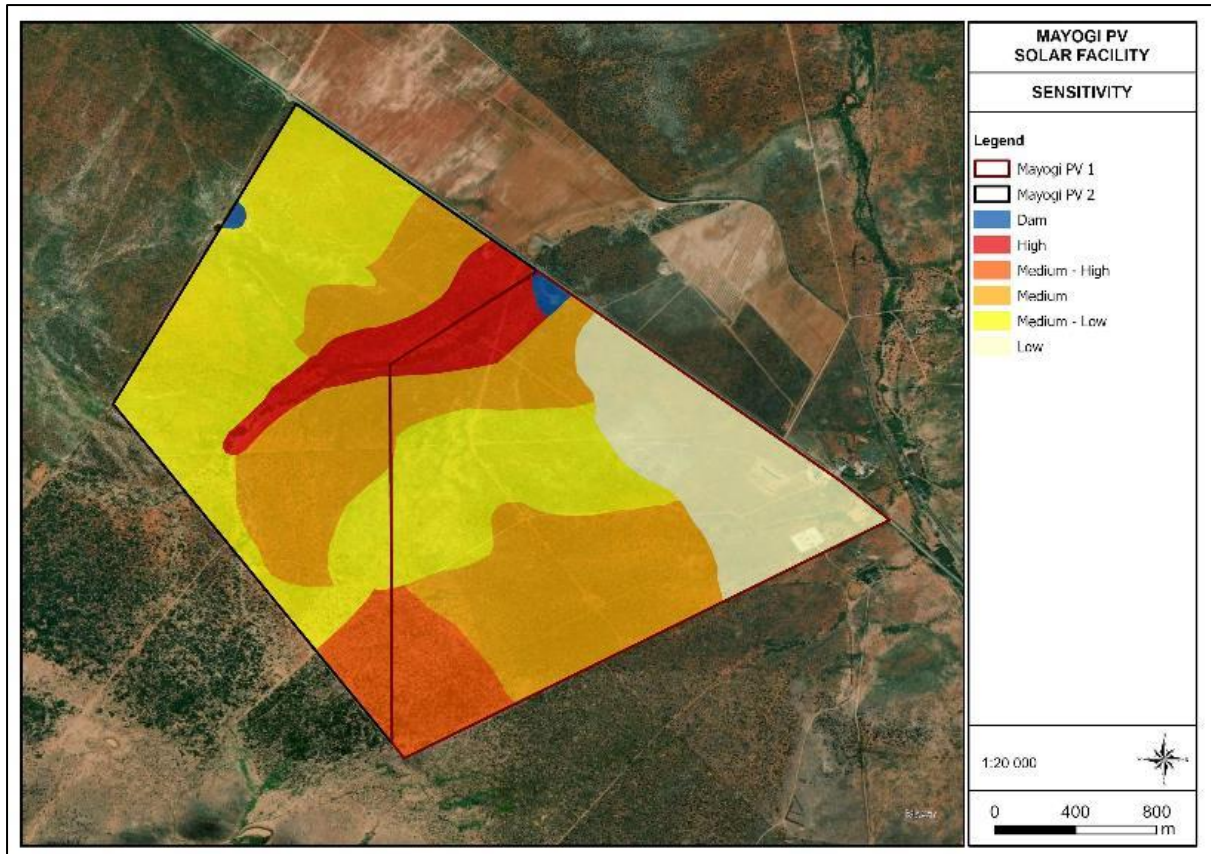 MAYOGI PV
SOLAR FACILITY
SENSITIVITY
Legend
Mayogi PV 1
Mayogi PV 2
Dam
High
Medium - High
Medium
Medium - Low
Low
1:20 000
0 400 800
m